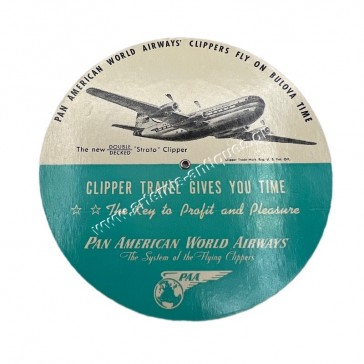 PAN AMERICAN WORLD AIRWAYS' CLIPPERS FLY ON BULOVA TIME
The new DOUBLE DECKED "Strato" Clipper
CLIPPER TRAVEL GIVES YOU TIME
The Key to Profit and Pleasure
PAN AMERICAN WORLD AIRWAYS
The System of the Flying Clippers
PAA